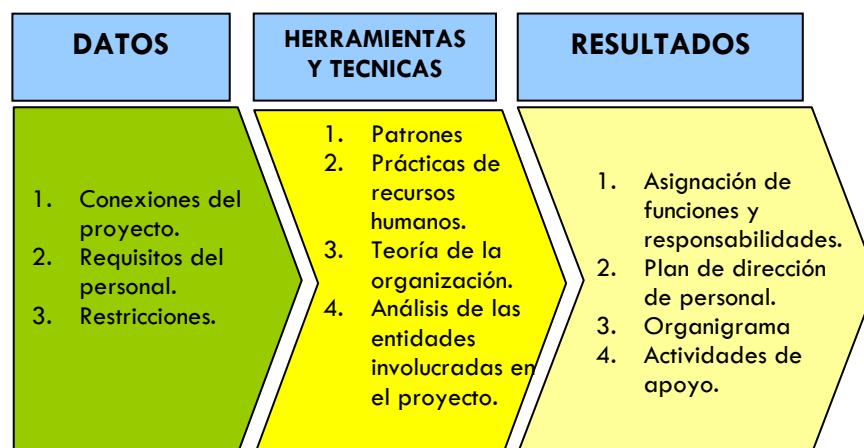 DATOS
1. Conexiones del
proyecto.
2. Requisitos del
personal.
3. Restricciones.
HERRAMIENTAS
Y TECNICAS
1. Patrones
2. Prácticas de
recursos
humanos.
3. Teoría de la
organización.
4. Análisis de las
entidades
involucradas en
el proyecto.
RESULTADOS
1. Asignación de
funciones y
responsabilidades.
2. Plan de dirección
de personal.
3. Organigrama
4. Actividades de
apoyo.